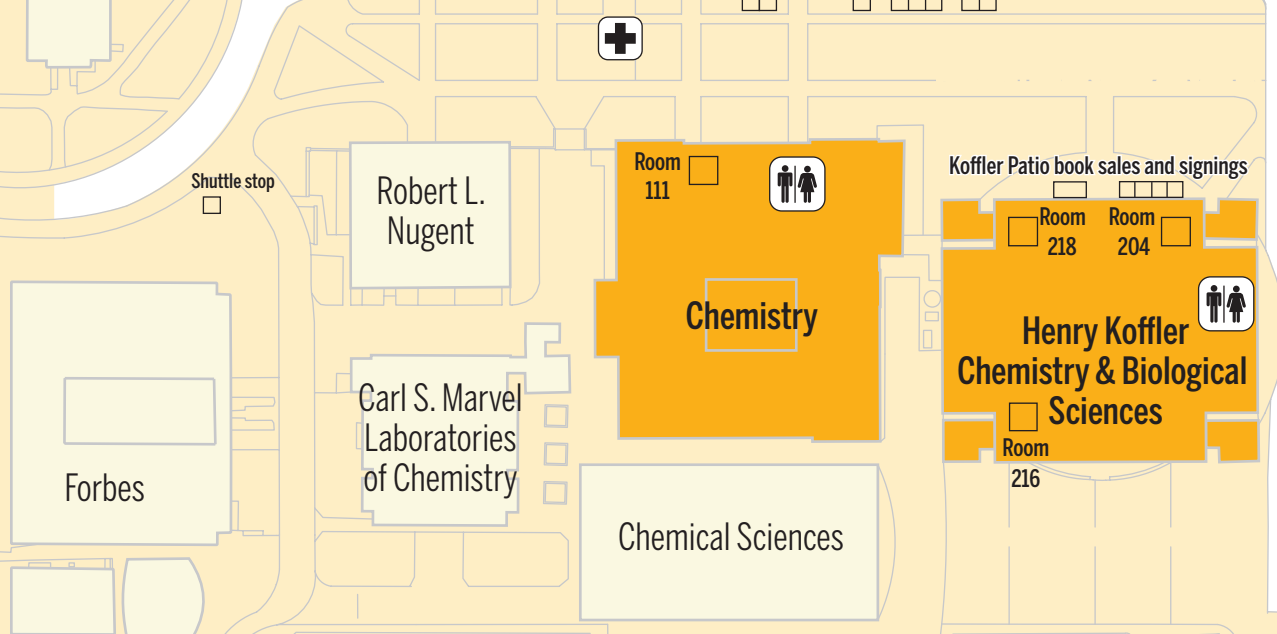 Shuttle stop
Robert L.
Nugent
Room
111
Koffler Patio book sales and signings
Room
218
Room
204
Chemistry
Henry Koffler
Chemistry & Biological
Sciences
Room
216
Carl S. Marvel
Laboratories
of Chemistry
Forbes
Chemical Sciences